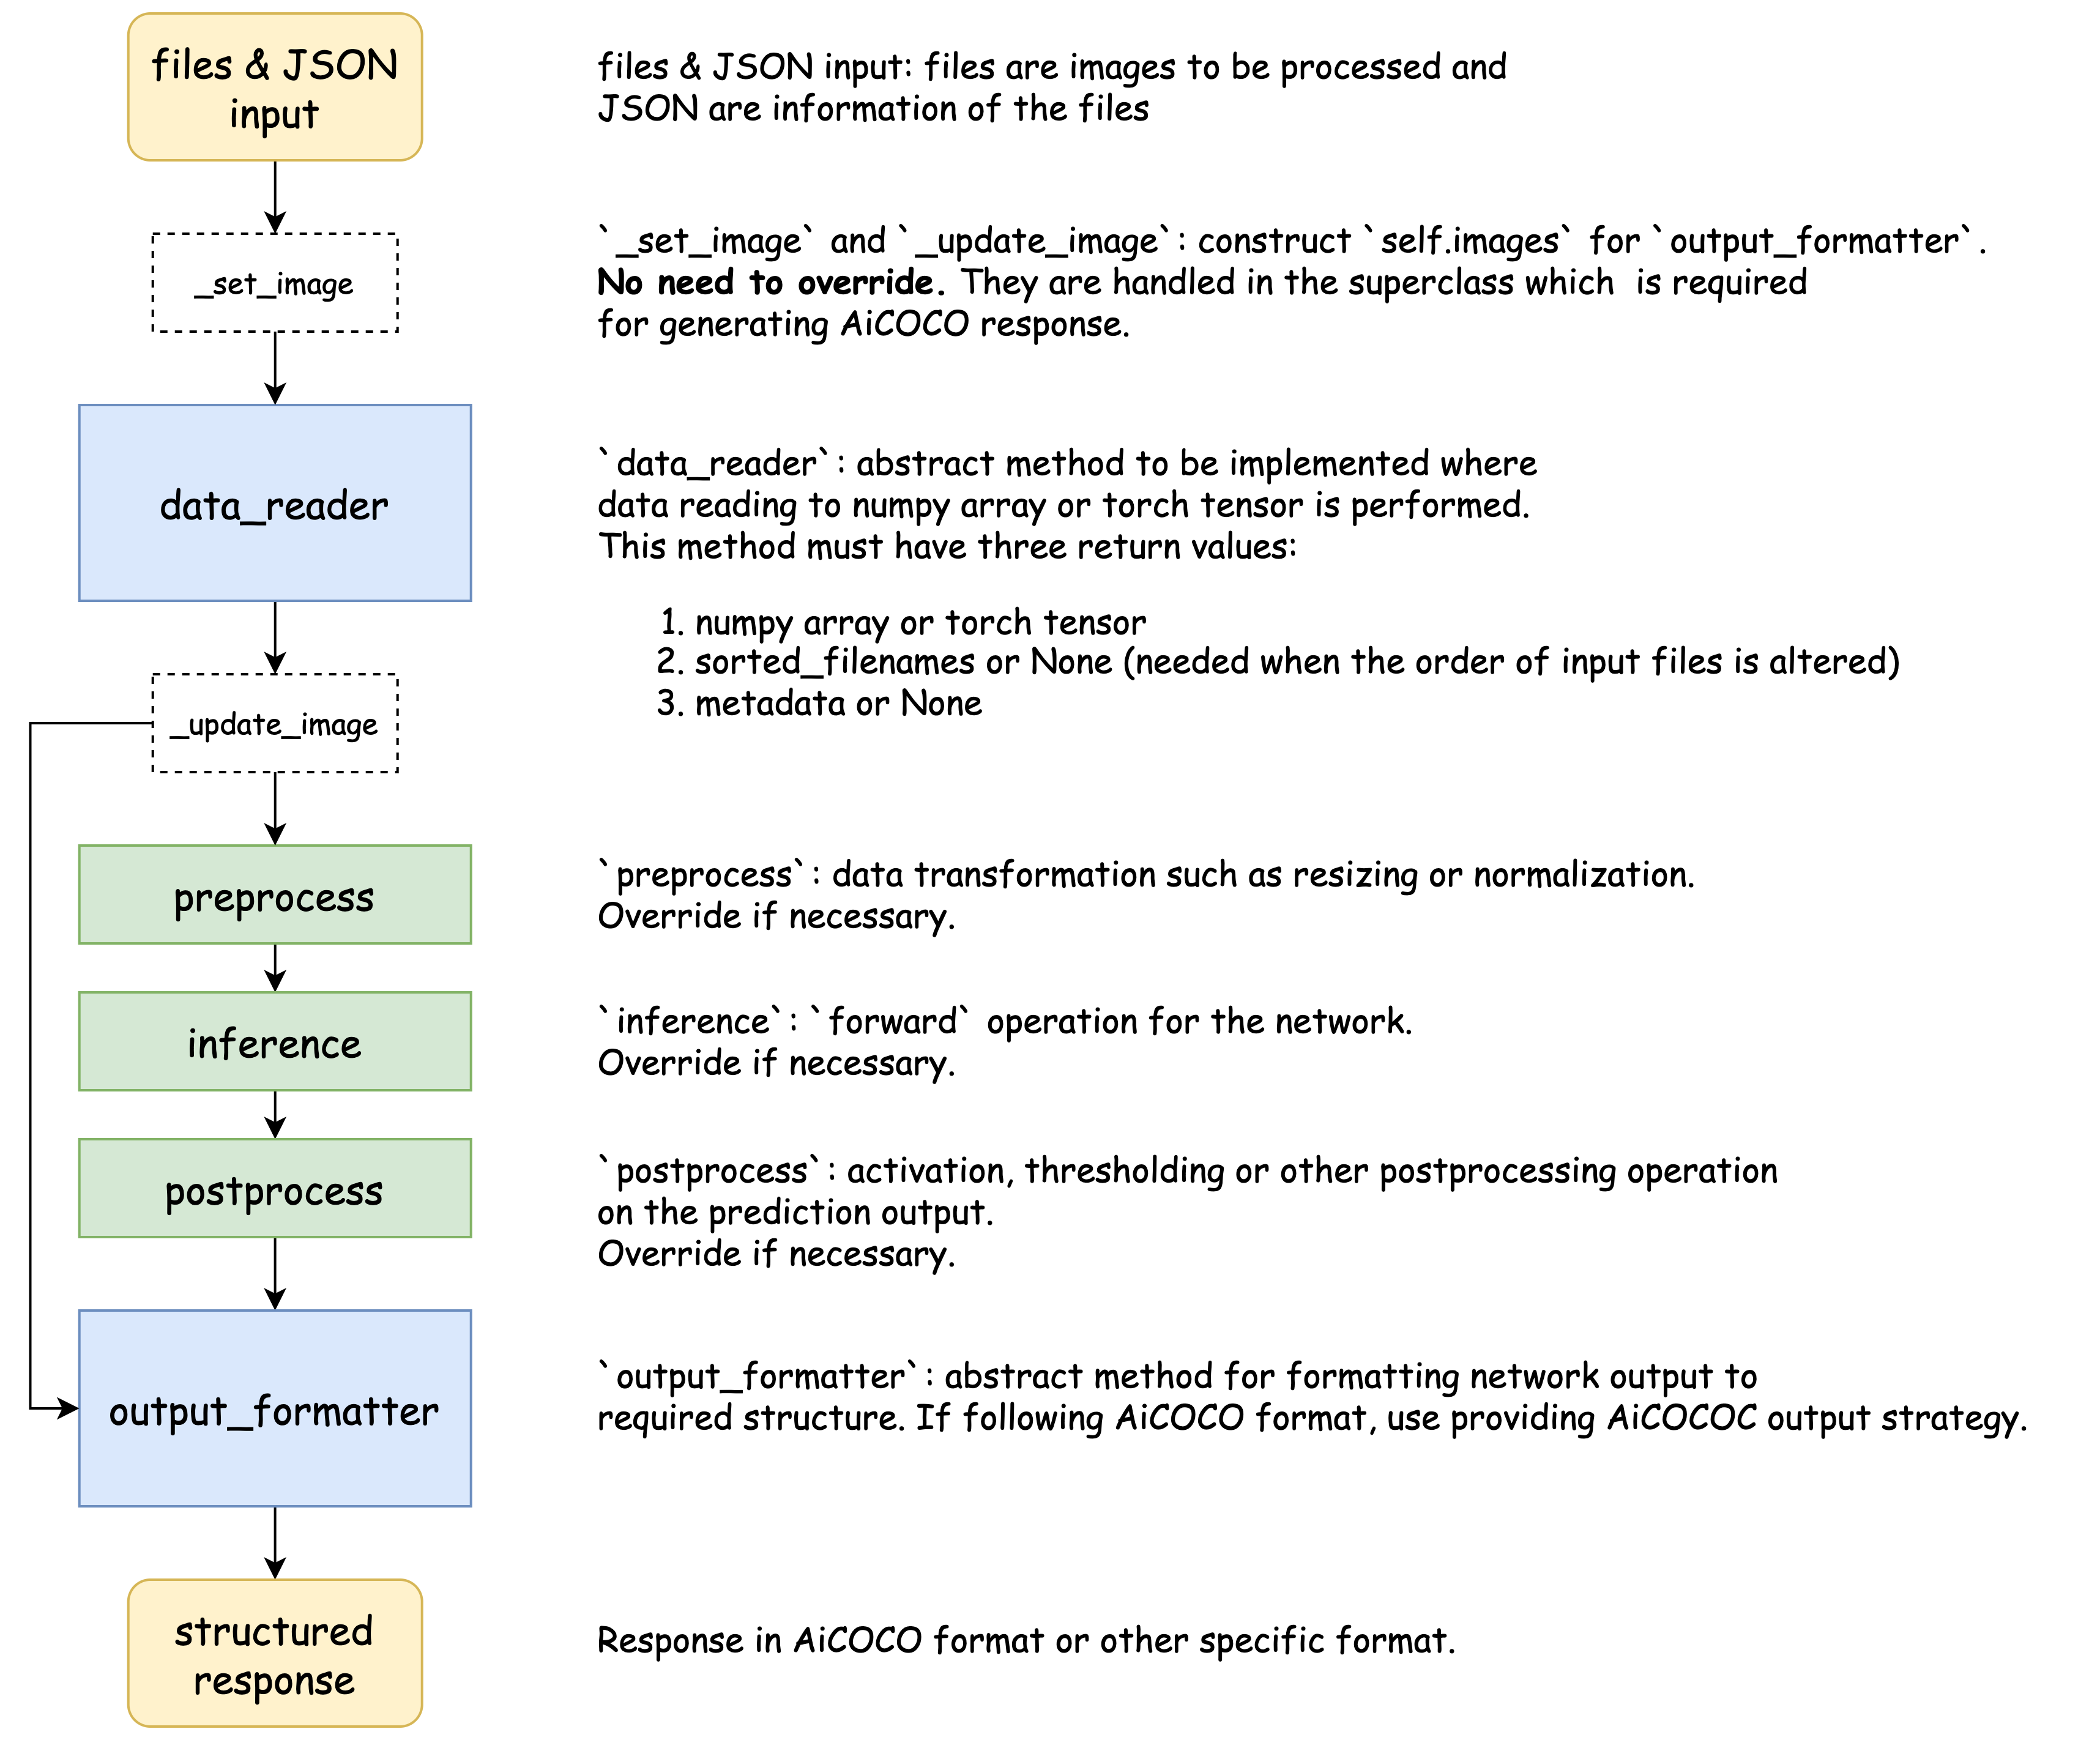 files & JSON
input
files & JSON input: files are images to be processed and
JSON are information of the files
_set_image
`_set_image` and `_update_image`: construct `self.images` for `output_formatter`.
No need to override. They are handled in the superclass which  is required
for generating AiCOCO response.
data_reader
`data_reader`: abstract method to be implemented where
data reading to numpy array or torch tensor is performed.
This method must have three return values:
1. numpy array or torch tensor
2. sorted_filenames or None (needed when the order of input files is altered)
3. metadata or None
_update_image
preprocess
`preprocess`: data transformation such as resizing or normalization.
Override if necessary.
inference
`inference`: `forward` operation for the network.
Override if necessary.
postprocess
`postprocess`: activation, thresholding or other postprocessing operation
on the prediction output.
Override if necessary.
output_formatter
`output_formatter`: abstract method for formatting network output to
required structure. If following AiCOCO format, use providing AiCOCOC output strategy.
structured
response
Response in AiCOCO format or other specific format.